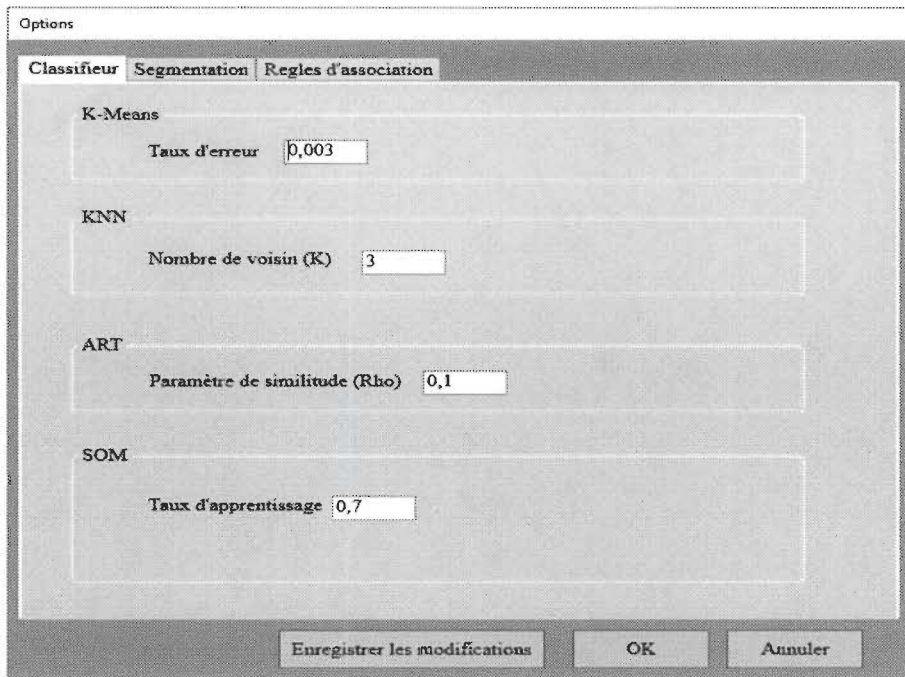 Options
Classifieur Segmentation Regles d'association
K-Means
Taux d'erreur 0,003
KNN
Nombre de voisin (K) 3
ART
Paramètre de similitude (Rho) 0,1
SOM
Taux d'apprentissage 0,7
Enregistrer les modifications OK Annuler